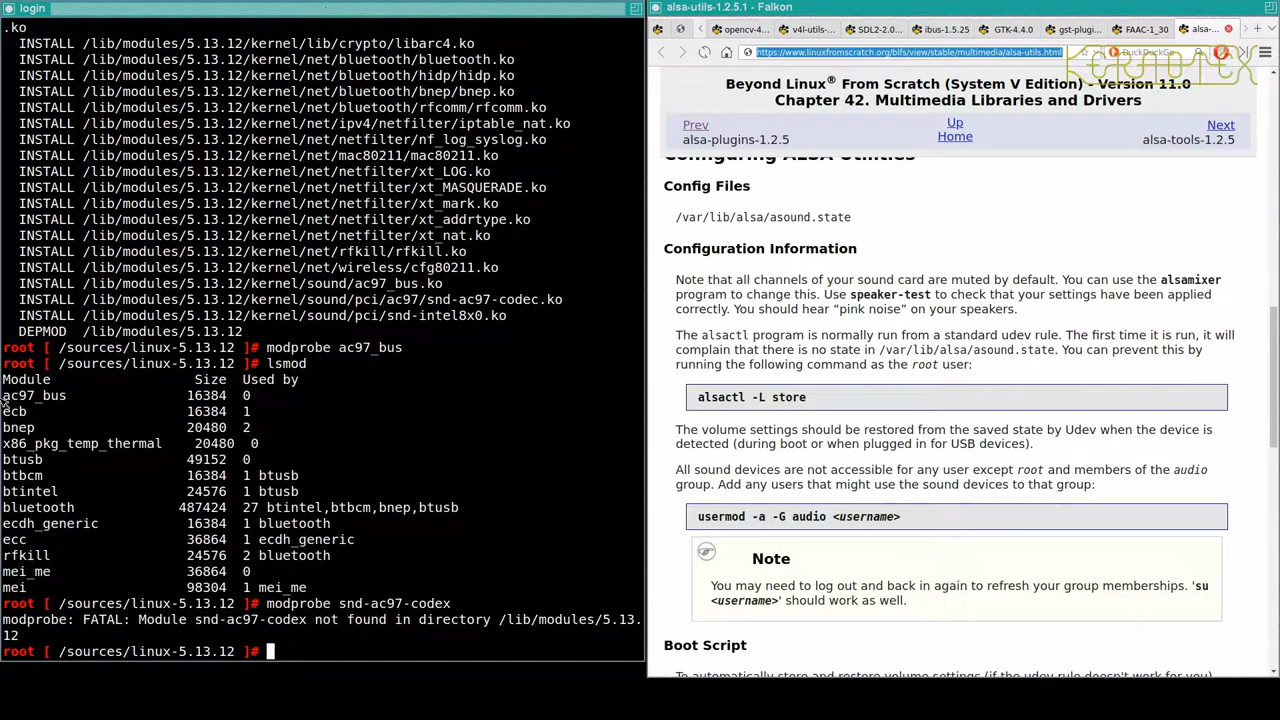 login
.ko
INSTALL /lib/modules/5.13.12/kernel/lib/crypto/libarc4.ko
INSTALL /lib/modules/5.13.12/kernel/net/bluetooth/bluetooth.ko
INSTALL /lib/modules/5.13.12/kernel/net/bluetooth/hidp/hidp.ko
INSTALL /lib/modules/5.13.12/kernel/net/bluetooth/bnep/bnep.ko
INSTALL /lib/modules/5.13.12/kernel/net/bluetooth/rfcomm/rfcomm.ko
INSTALL /lib/modules/5.13.12/kernel/net/ipv4/netfilter/iptable_nat.ko
INSTALL /lib/modules/5.13.12/kernel/net/netfilter/nf_log_syslog.ko
INSTALL /lib/modules/5.13.12/kernel/net/mac80211/mac80211.ko
INSTALL /lib/modules/5.13.12/kernel/net/netfilter/xt_LOG.ko
INSTALL /lib/modules/5.13.12/kernel/net/netfilter/xt_MASQUERADE.ko
INSTALL /lib/modules/5.13.12/kernel/net/netfilter/xt_mark.ko
INSTALL /lib/modules/5.13.12/kernel/net/netfilter/xt_addrtype.ko
INSTALL /lib/modules/5.13.12/kernel/net/netfilter/xt_nat.ko
INSTALL /lib/modules/5.13.12/kernel/net/rfkill/rfkill.ko
INSTALL /lib/modules/5.13.12/kernel/net/wireless/cfg80211.ko
INSTALL /lib/modules/5.13.12/kernel/sound/ac97_bus.ko
INSTALL /lib/modules/5.13.12/kernel/sound/pci/ac97/snd-ac97-codec.ko
INSTALL /lib/modules/5.13.12/kernel/sound/pci/snd-intel8x0.ko
DEPMOD /lib/modules/5.13.12
root [ /sources/linux-5.13.12 ]# modprobe ac97_bus
root [ /sources/linux-5.13.12 ]# lsmod
Module Size Used by
ac97_bus 16384 0
ecb 16384 1
bnep 20480 2
x86_pkg_temp_thermal 20480 0
btusb 49152 0
btbcm 16384 1 btusb
btintel 24576 1 btusb
bluetooth 487424 27 btintel,btbcm,bnep,btusb
ecdh_generic 16384 1 bluetooth
ecc 36864 1 ecdh_generic
rfkill 24576 2 bluetooth
mei_me 36864 0
mei 98304 1 mei_me
root [ /sources/linux-5.13.12 ]# modprobe snd-ac97-codex
modprobe: FATAL: Module snd-ac97-codex not found in directory /lib/modules/5.13.
12
root [ /sources/linux-5.13.12 ]#
alsa-utils-1.2.5.1 - Falkon
opencv-4... v4l-utils-... SDL2-2.0... ibus-1.5.25 GTK-4.4.0 gst-plugi... FAAC-1_30 alsa-...
https://www.linuxfromscratch.org/blfs/view/stable/multimedia/alsa-utils.html DuckDuckGo
KERNOTEX
Beyond Linux® From Scratch (System V Edition) - Version 11.0
Chapter 42. Multimedia Libraries and Drivers
Prev Up Next
alsa-plugins-1.2.5 Home alsa-tools-1.2.5
Configuring ALSA Utilities
Config Files
/var/lib/alsa/asound.state
Configuration Information
Note that all channels of your sound card are muted by default. You can use the alsamixer
program to change this. Use speaker-test to check that your settings have been applied
correctly. You should hear “pink noise” on your speakers.
The alsactl program is normally run from a standard udev rule. The first time it is run, it will
complain that there is no state in /var/lib/alsa/asound.state. You can prevent this by
running the following command as the root user:
alsactl -L store
The volume settings should be restored from the saved state by Udev when the device is
detected (during boot or when plugged in for USB devices).
All sound devices are not accessible for any user except root and members of the audio
group. Add any users that might use the sound devices to that group:
usermod -a -G audio <username>
Note
You may need to log out and back in again to refresh your group memberships. 'su
<username>' should work as well.
Boot Script
To automatically store and restore volume settings (if the udev rule doesn't work for you)